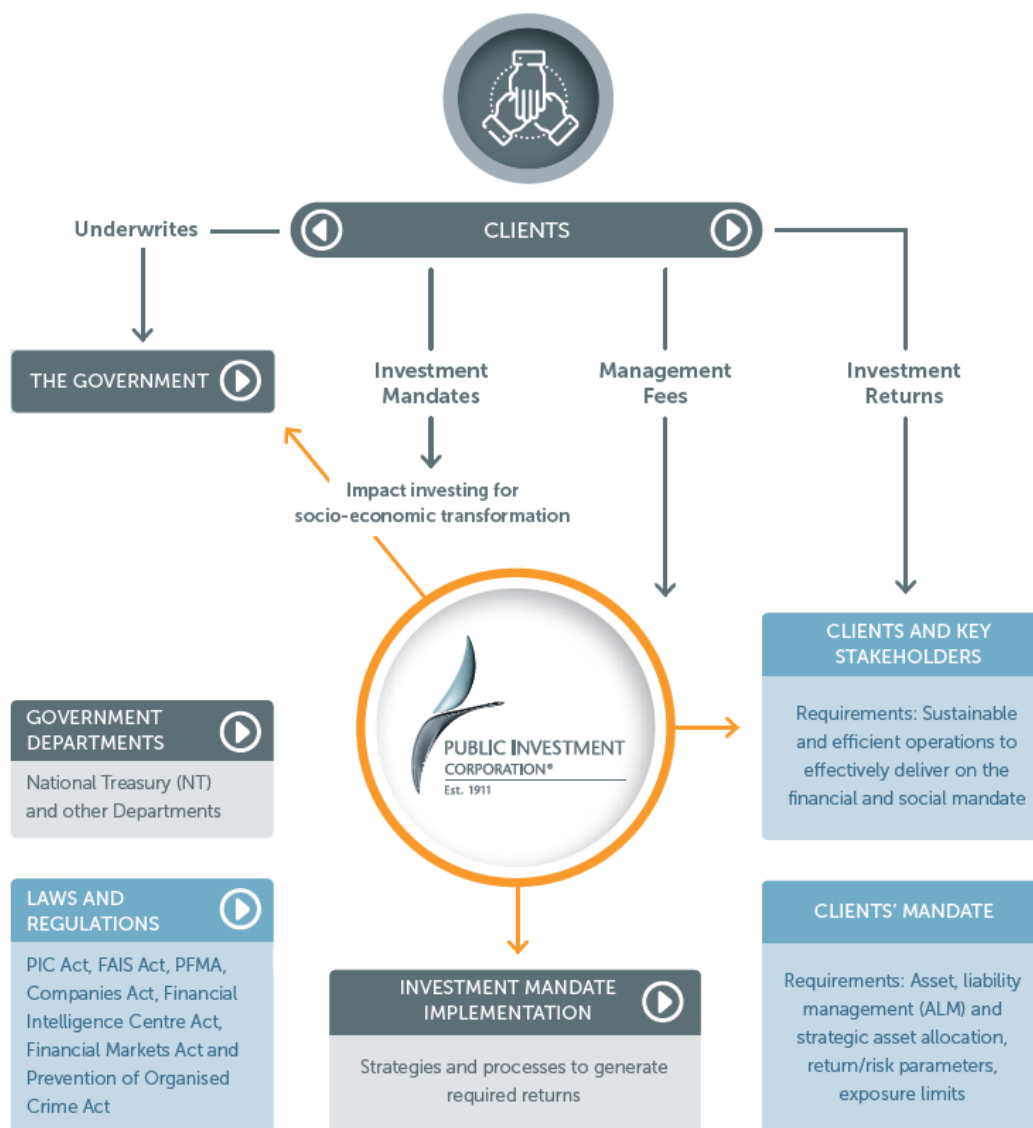 CLIENTS
Underwrites
THE GOVERNMENT
Investment
Mandates
Management
Fees
Investment
Returns
Impact investing for
socio-economic transformation
PUBLIC INVESTMENT
CORPORATION®
Est. 1911
CLIENTS AND KEY
STAKEHOLDERS
Requirements: Sustainable
and efficient operations to
effectively deliver on the
financial and social mandate
GOVERNMENT
DEPARTMENTS
National Treasury (NT)
and other Departments
LAWS AND
REGULATIONS
PIC Act, FAIS Act, PFMA,
Companies Act, Financial
Intelligence Centre Act,
Financial Markets Act and
Prevention of Organised
Crime Act
INVESTMENT MANDATE
IMPLEMENTATION
Strategies and processes to generate
required returns
CLIENTS' MANDATE
Requirements: Asset, liability
management (ALM) and
strategic asset allocation,
return/risk parameters,
exposure limits